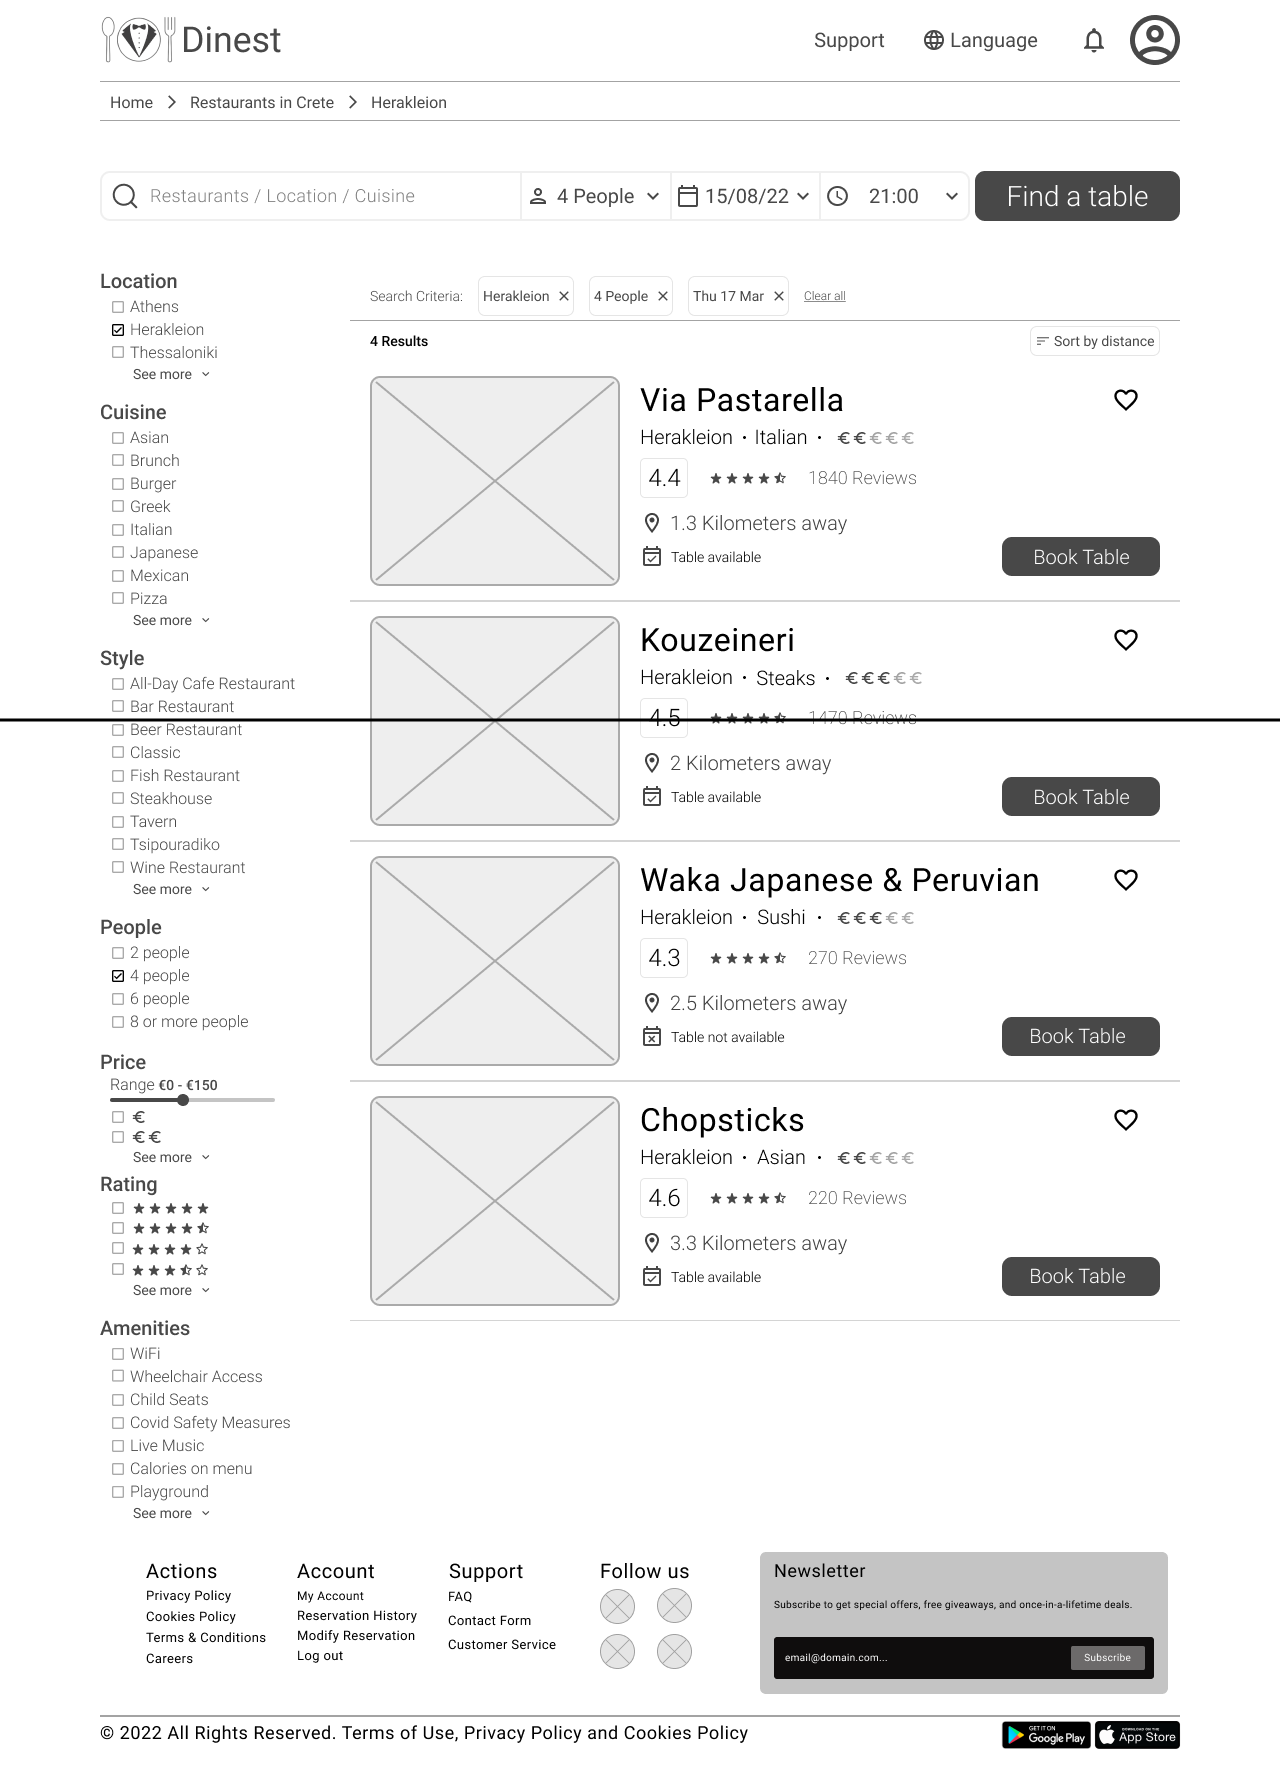 Dinest
Support
Language
Home
Restaurants in Crete
Herakleion
Restaurants / Location / Cuisine
4 People
15/08/22
21:00
Find a table
Location
Athens
Herakleion
Thessaloniki
See more
Cuisine
Asian
Brunch
Burger
Greek
Italian
Japanese
Mexican
Pizza
See more
Style
All-Day Cafe Restaurant
Bar Restaurant
Beer Restaurant
Classic
Fish Restaurant
Steakhouse
Tavern
Tsipouradiko
Wine Restaurant
See more
People
2 people
4 people
6 people
8 or more people
Price
Range €0 - €150
€
€€
See more
Rating
See more
Amenities
WiFi
Wheelchair Access
Child Seats
Covid Safety Measures
Live Music
Calories on menu
Playground
See more
Search Criteria:
Herakleion
4 People
Thu 17 Mar
Clear all
4 Results
Sort by distance
Via Pastarella
Herakleion • Italian • €€€€€
4.4
1840 Reviews
1.3 Kilometers away
Table available
Book Table
Kouzeineri
Herakleion • Steaks • €€€€€
4.5
1470 Reviews
2 Kilometers away
Table available
Book Table
Waka Japanese & Peruvian
Herakleion • Sushi • €€€€€
4.3
270 Reviews
2.5 Kilometers away
Table not available
Book Table
Chopsticks
Herakleion • Asian • €€€€€
4.6
220 Reviews
3.3 Kilometers away
Table available
Book Table
Actions
Privacy Policy
Cookies Policy
Terms & Conditions
Careers
Account
My Account
Reservation History
Modify Reservation
Log out
Support
FAQ
Contact Form
Customer Service
Follow us
Newsletter
Subscribe to get special offers, free giveaways, and once-in-a-lifetime deals.
email@domain.com...
Subscribe
© 2022 All Rights Reserved. Terms of Use, Privacy Policy and Cookies Policy
GET IT ON
Google Play
Download on the
App Store